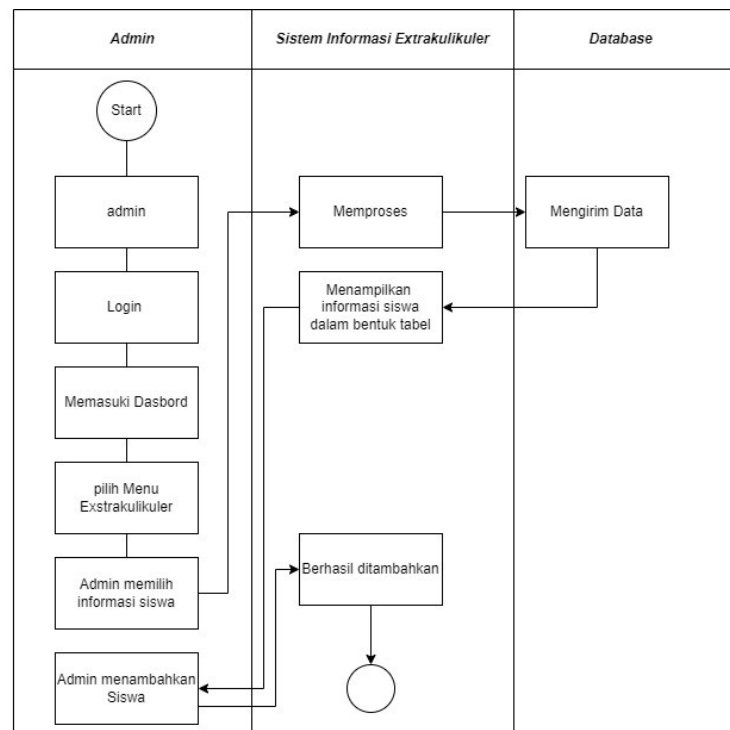 Admin
Sistem Informasi Extrakulikuler
Database
Start
admin
Memproses
Mengirim Data
Login
Menampilkan
informasi siswa
dalam bentuk tabel
Memasuki Dasbord
pilih Menu
Exstrakulikuler
Admin memilih
informasi siswa
Berhasil ditambahkan
Admin menambahkan
Siswa